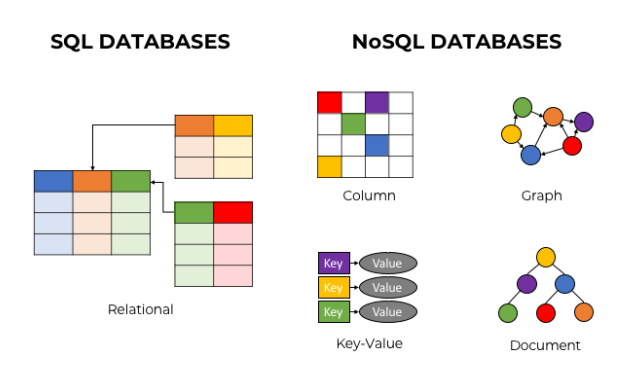 SQL DATABASES
NoSQL DATABASES
Relational
Column
Graph
Key Value
Key Value
Key Value
Key-Value
Document